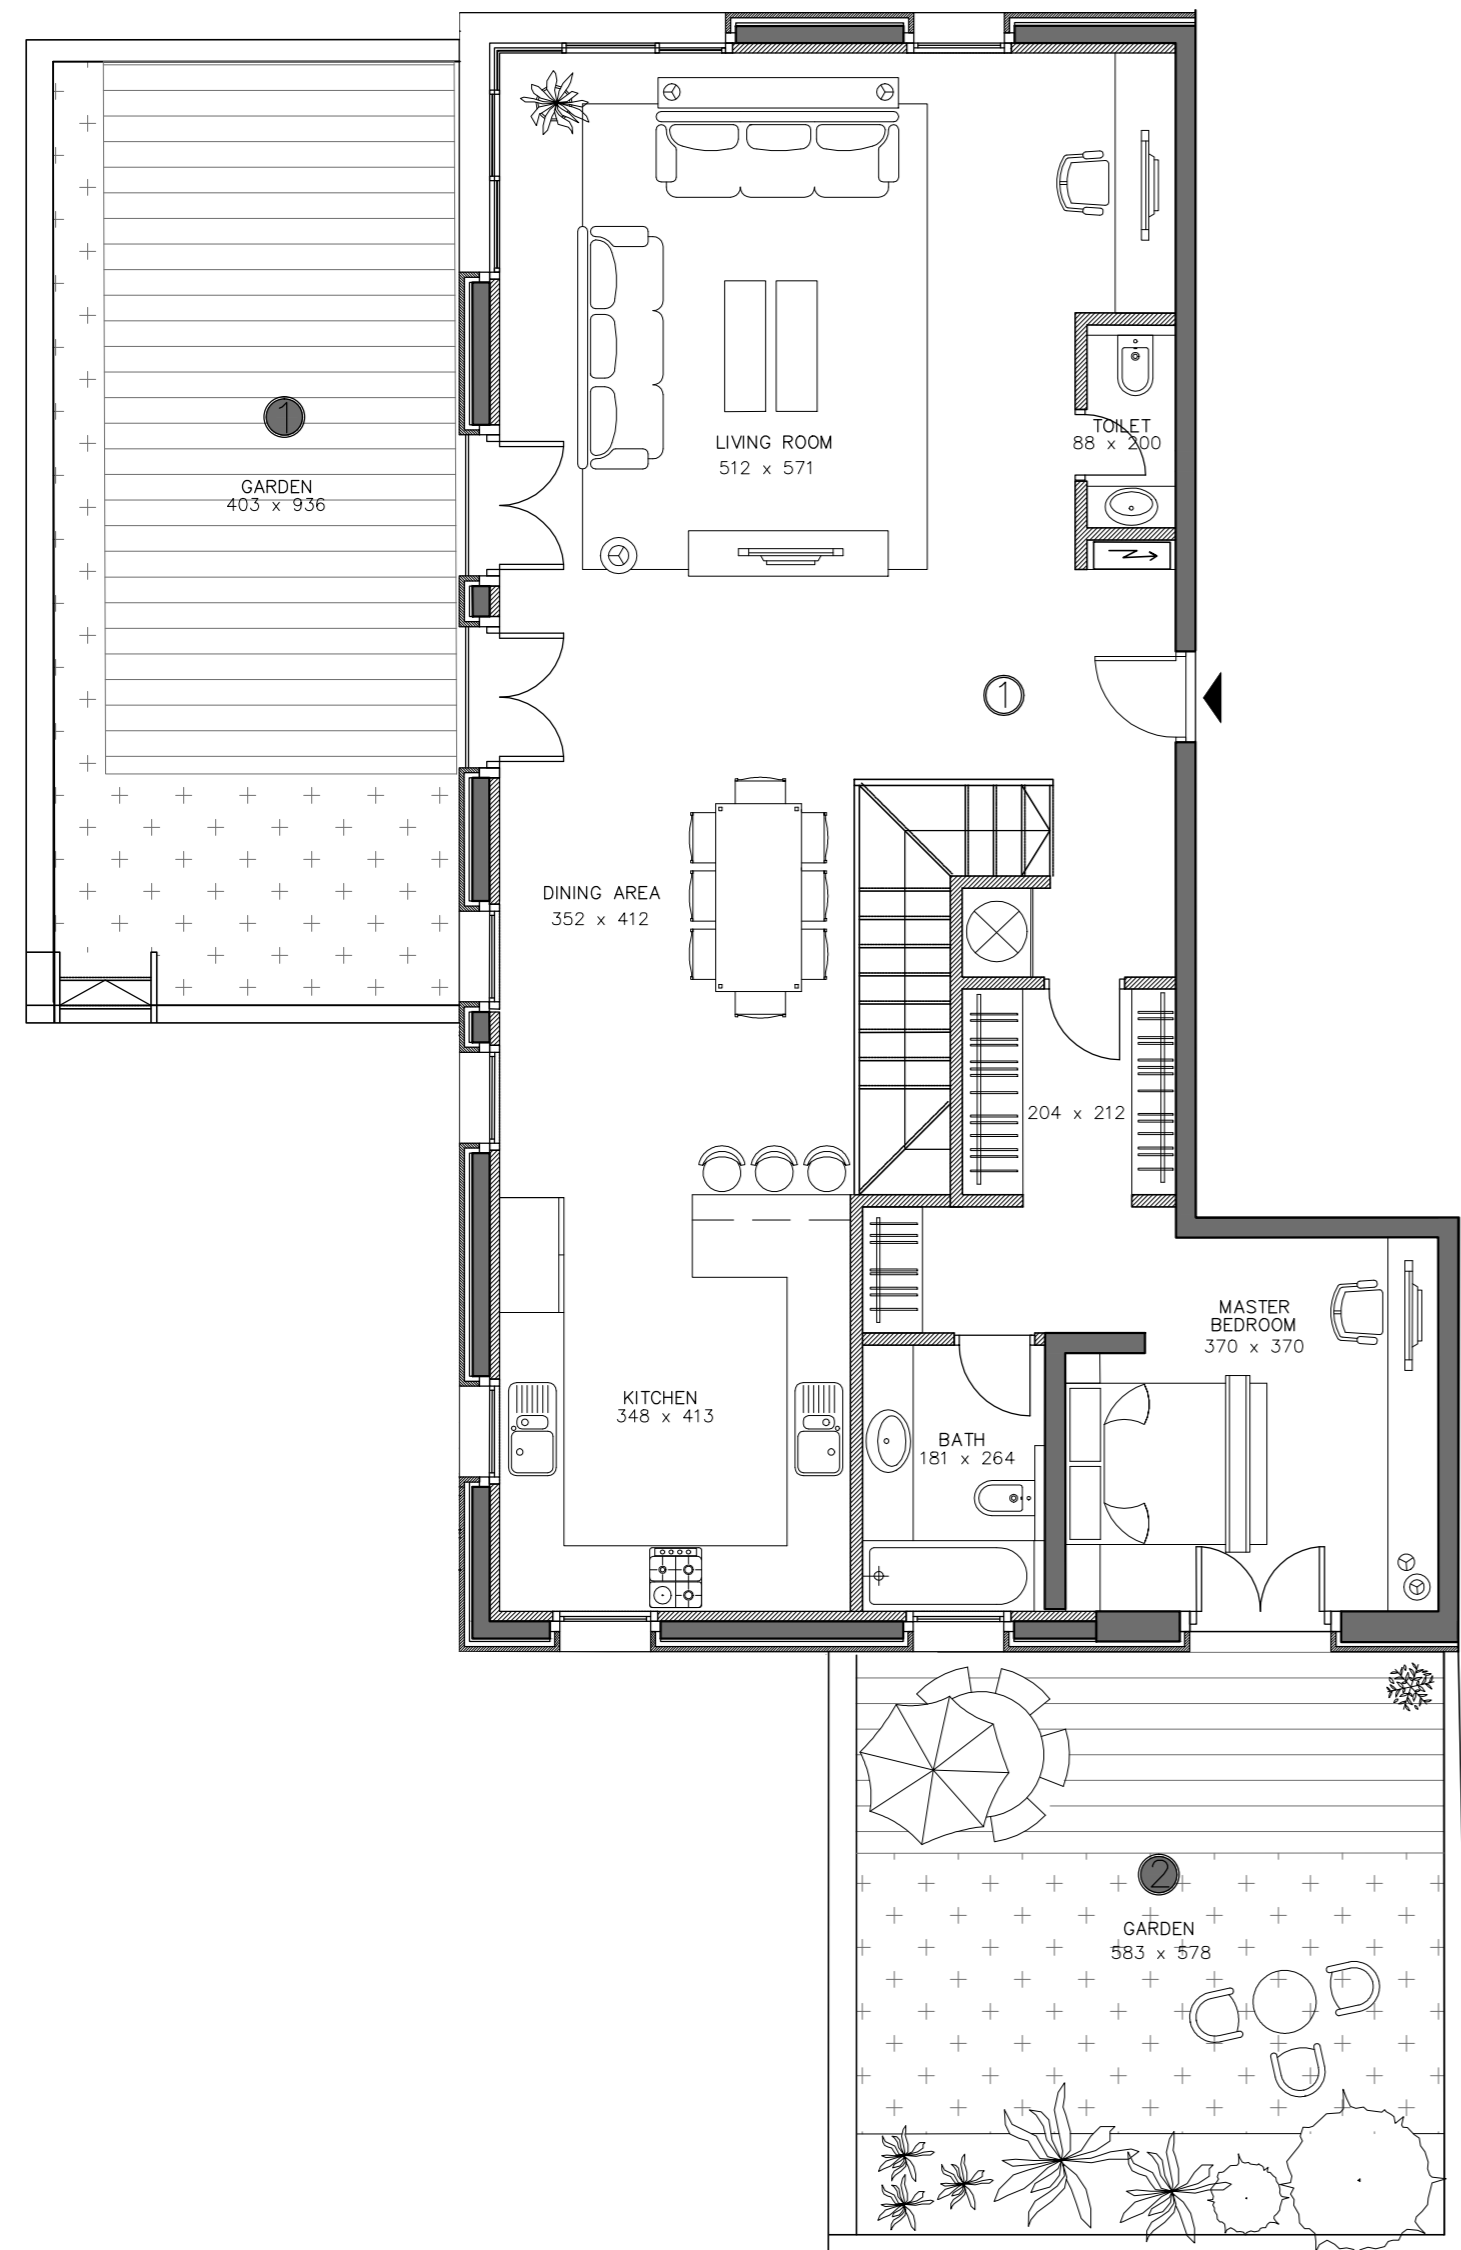 LIVING ROOM
512 x 571
TOILET
88 x 200
1
GARDEN
403 x 936
1
DINING AREA
352 x 412
204 x 212
MASTER
BEDROOM
370 x 370
KITCHEN
348 x 413
BATH
181 x 264
2
GARDEN
583 x 578